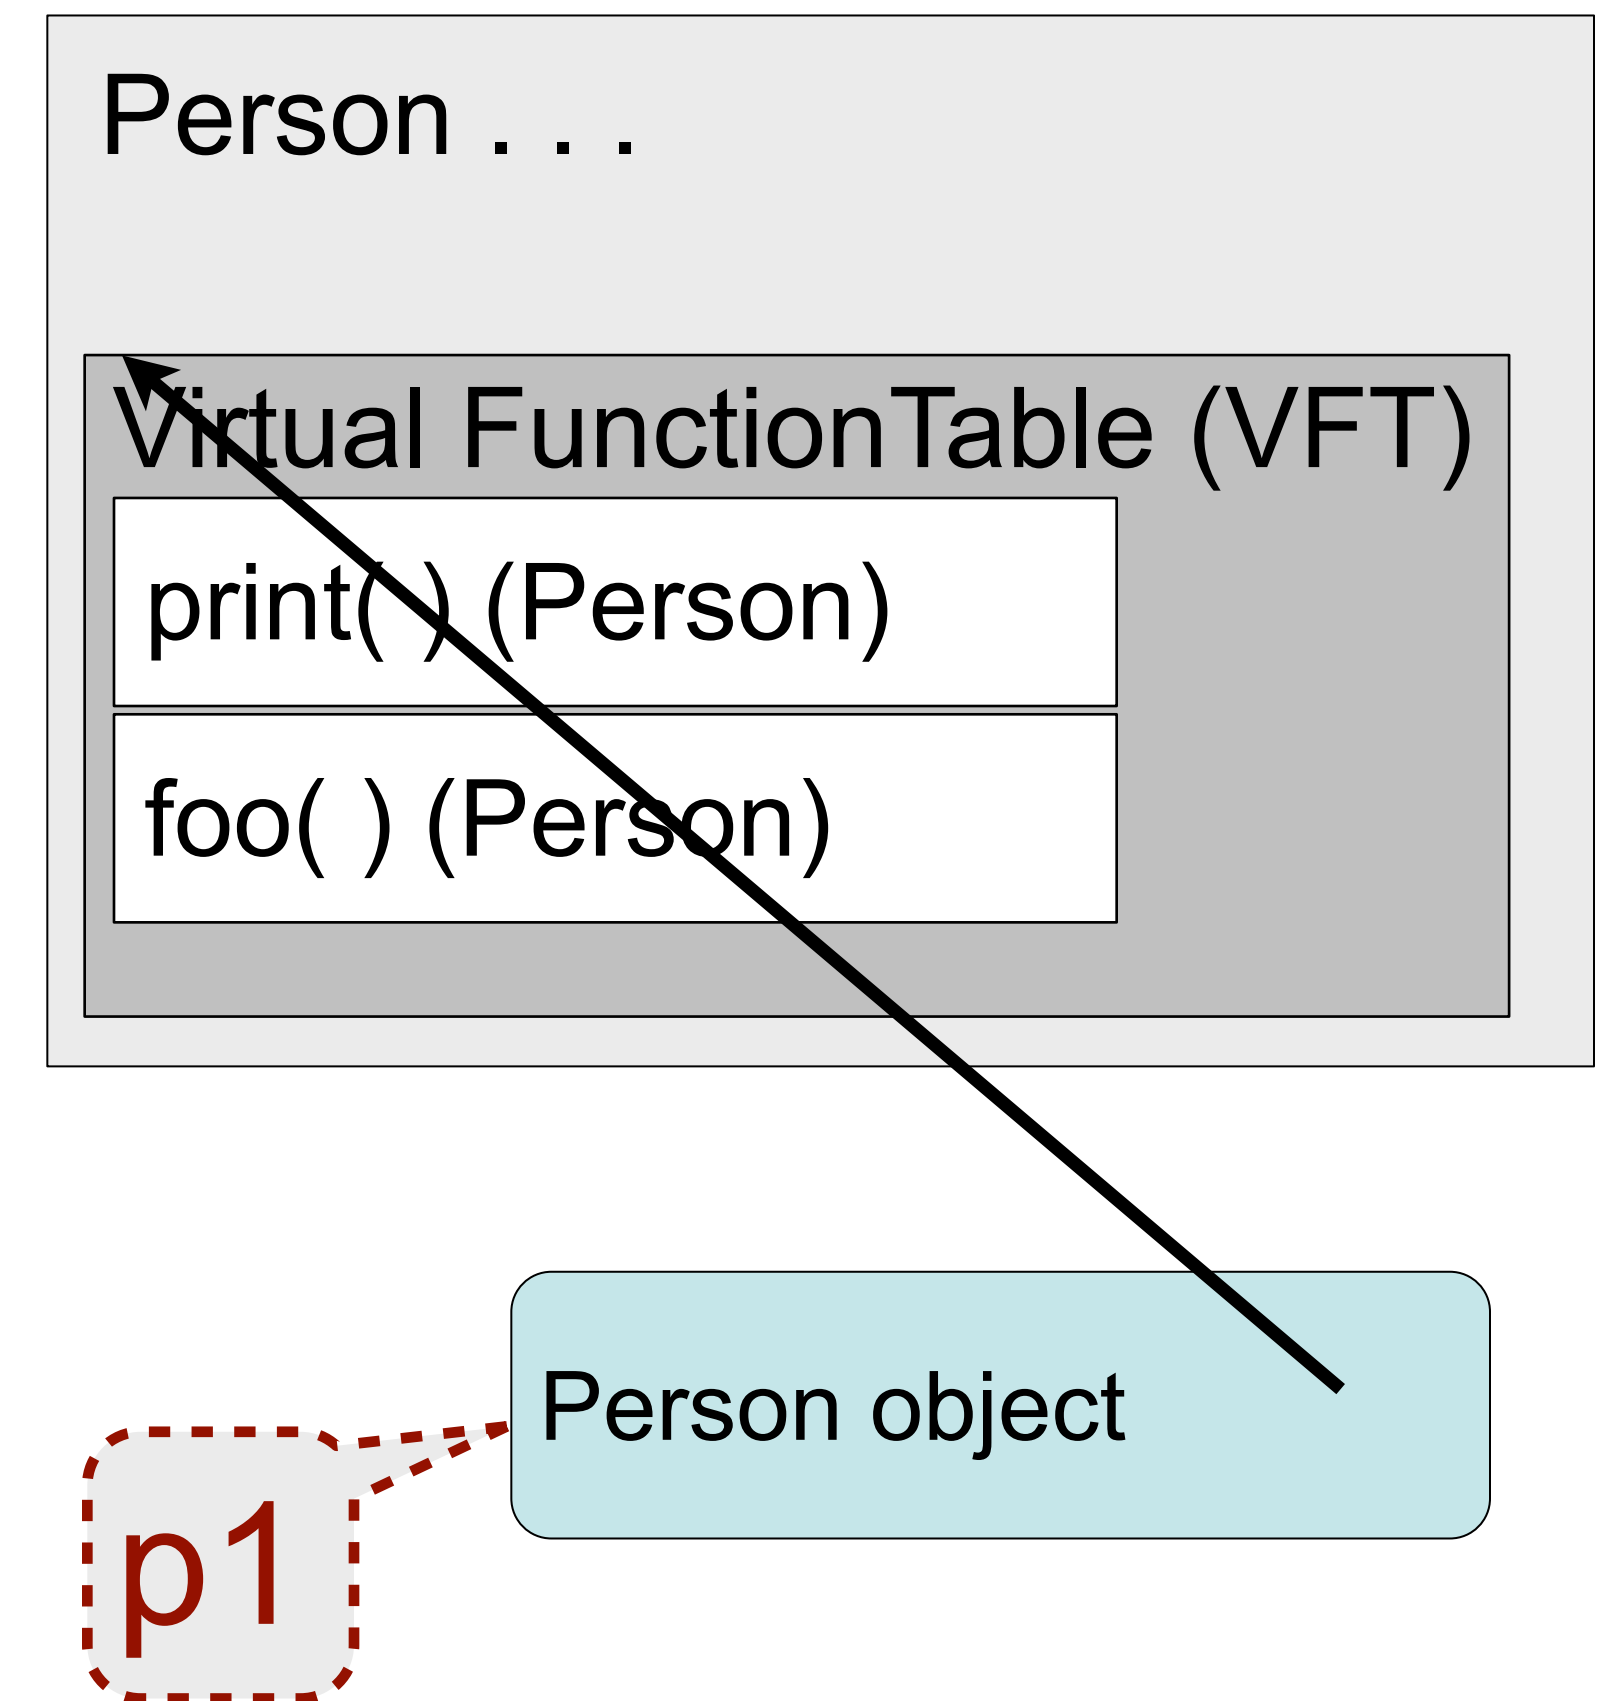 Person . . .
Virtual FunctionTable (VFT)
print( ) (Person)
foo( ) (Person)
Person object
p1